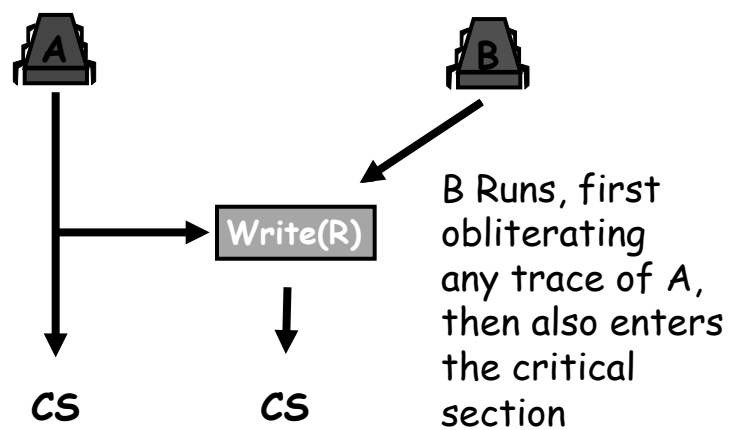 A
B
Write(R)
B Runs, first
obliterating
any trace of A,
then also enters
the critical
section
CS
CS